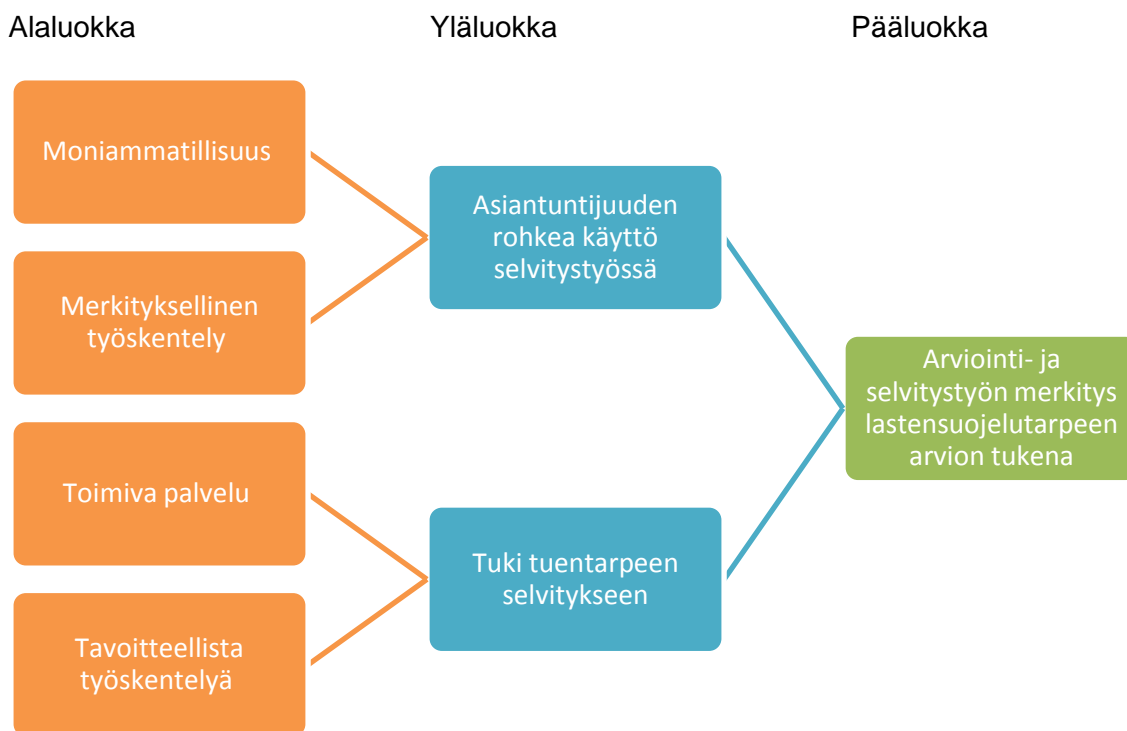 Alaluokka
Yläluokka
Pääluokka
Moniammatillisuus
Merkityksellinen
työskentely
Toimiva palvelu
Tavoitteellista
työskentelyä
Asiantuntijuuden
rohkea käyttö
selvitystyössä
Tuki tuentarpeen
selvitykseen
Arviointi- ja
selvitystyön merkitys
lastensuojelutarpeen
arvion tukena